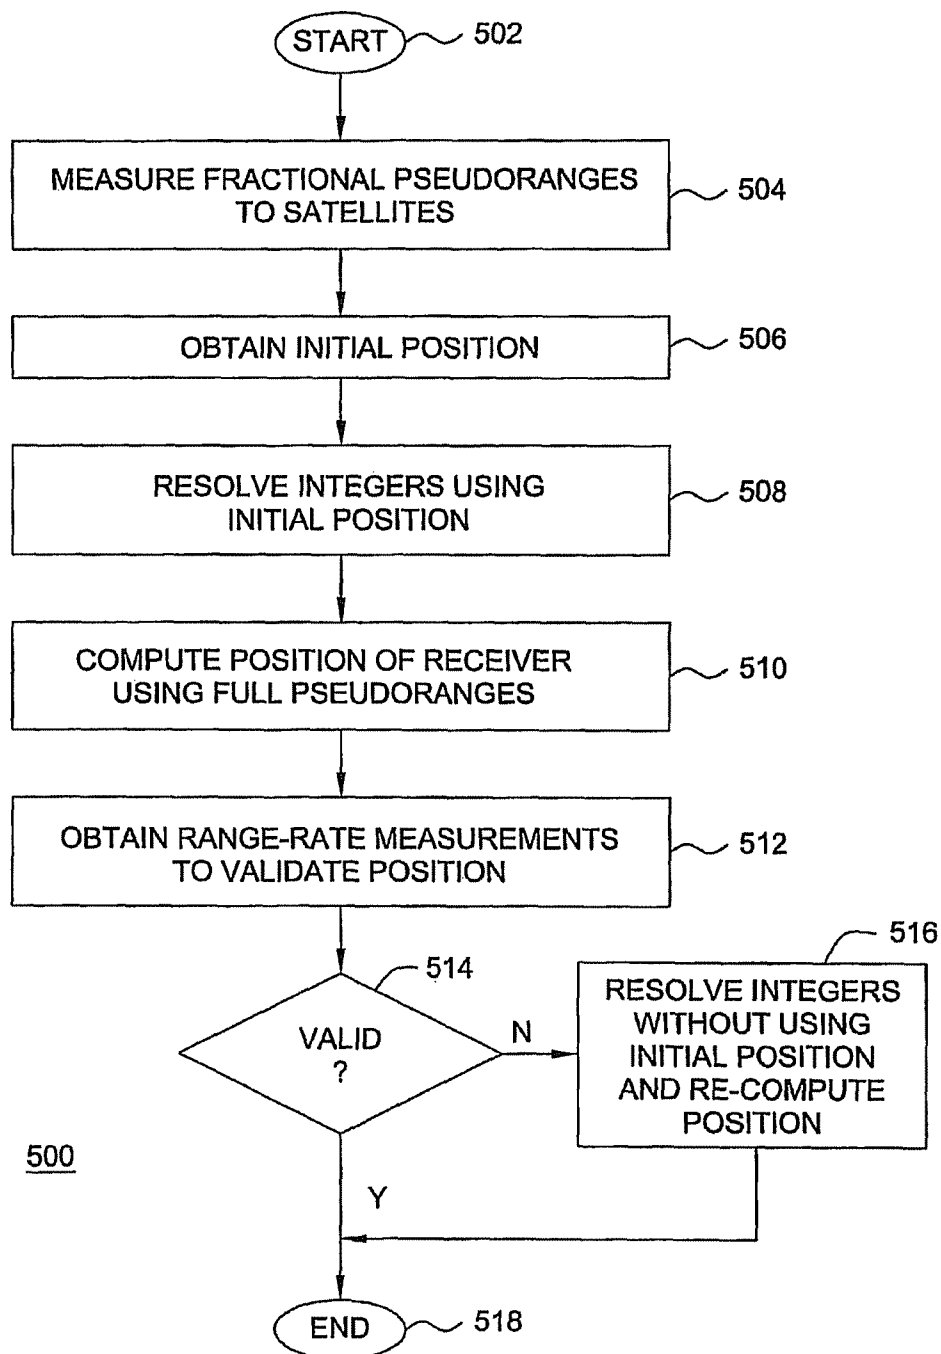 START
502
MEASURE FRACTIONAL PSEUDORANGES
TO SATELLITES
504
OBTAIN INITIAL POSITION
506
RESOLVE INTEGERS USING
INITIAL POSITION
508
COMPUTE POSITION OF RECEIVER
USING FULL PSEUDORANGES
510
OBTAIN RANGE-RATE MEASUREMENTS
TO VALIDATE POSITION
512
514
VALID
?
N
516
RESOLVE INTEGERS
WITHOUT USING
INITIAL POSITION
AND RE-COMPUTE
POSITION
500
Y
END
518